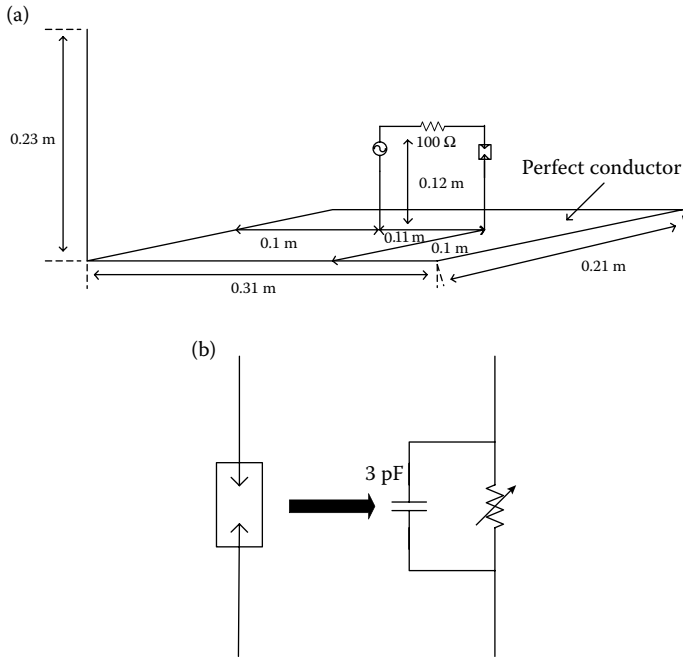 (a)
0.23 m
100 Ω
0.12 m
Perfect conductor
0.1 m
0.11 m
0.1 m
0.21 m
0.31 m
(b)
3 pF